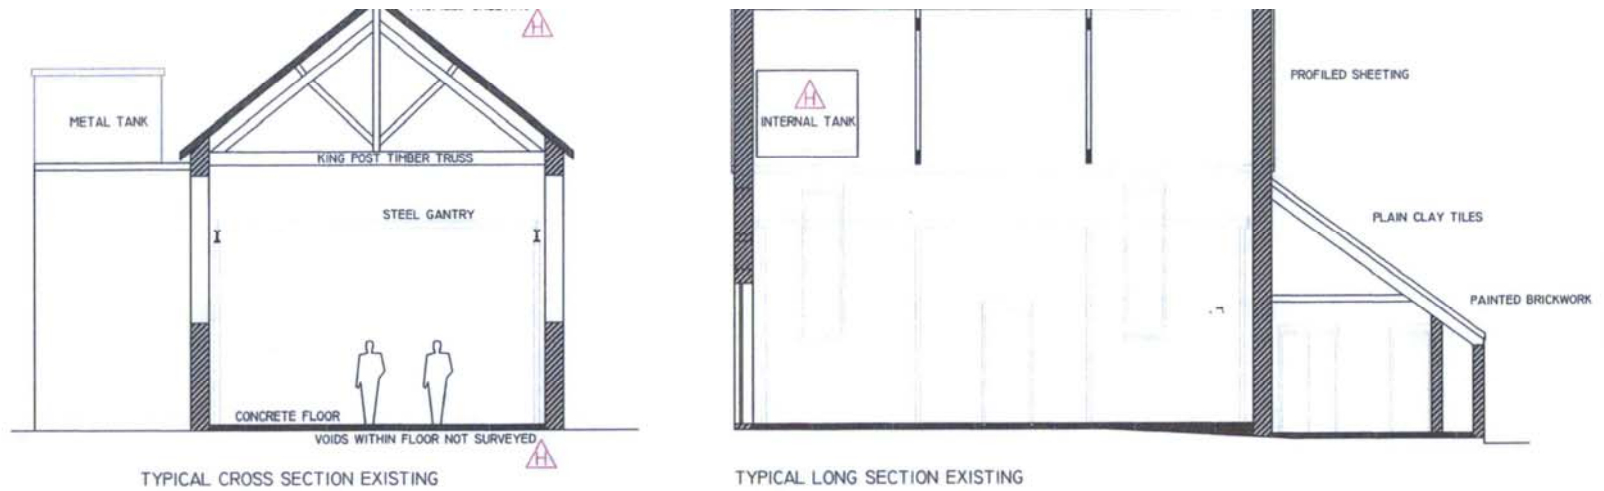 H
METAL TANK
KING POST TIMBER TRUSS
STEEL GANTRY
CONCRETE FLOOR
VOIDS WITHIN FLOOR NOT SURVEYED
H
TYPICAL CROSS SECTION EXISTING
PROFILED SHEETING
H
INTERNAL TANK
PLAIN CLAY TILES
PAINTED BRICKWORK
TYPICAL LONG SECTION EXISTING